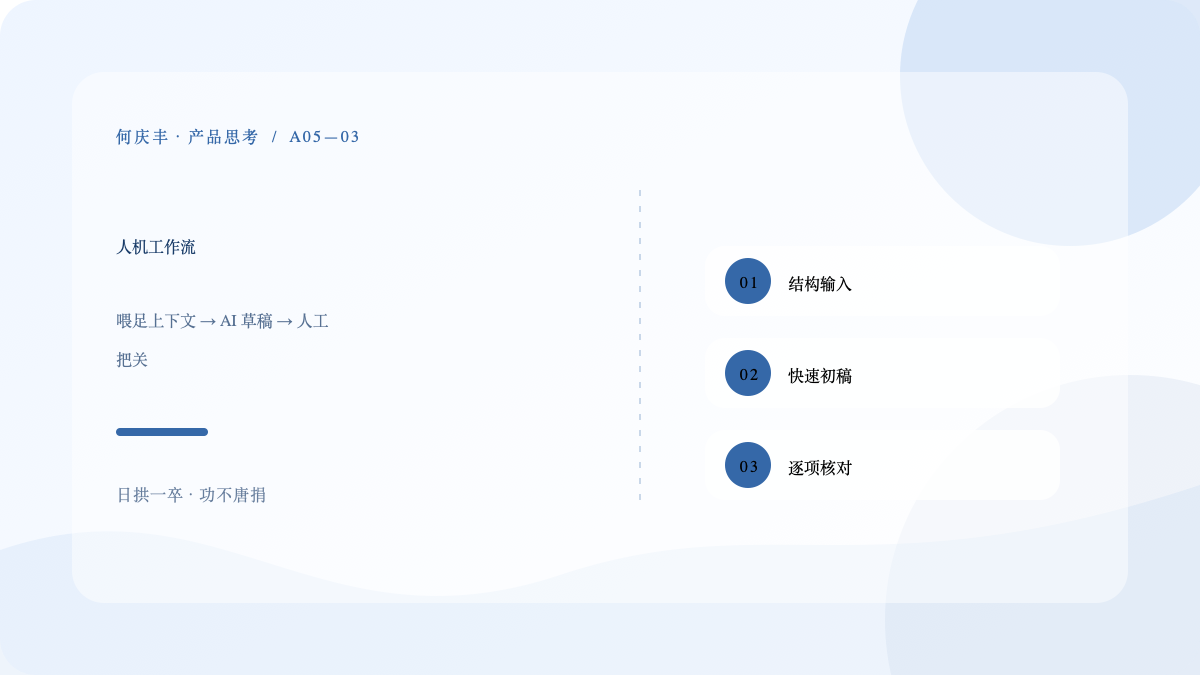 何庆丰 · 产品思考 / A05—03
人机工作流
喂足上下文 → AI 草稿 → 人工
把关
日拱一卒 · 功不唐捐
01 结构输入
02 快速初稿
03 逐项核对